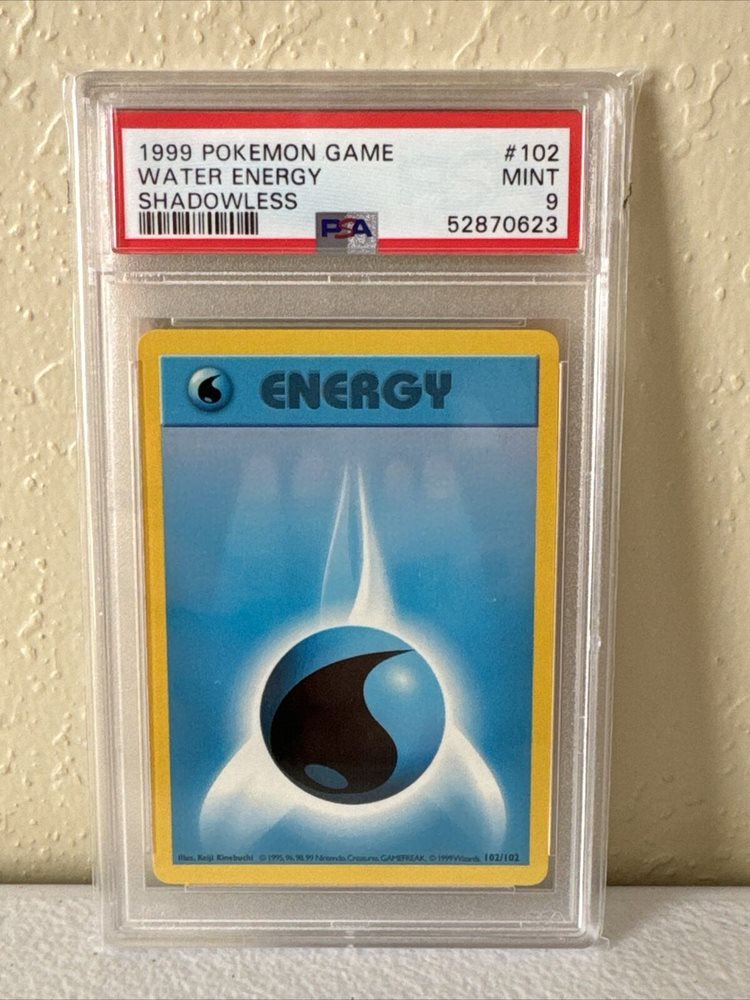 1999 POKEMON GAME #102
WATER ENERGY MINT
SHADOWLESS 9
PSA 52870623
ENERGY
Illus. Keiji Kinebuchi © 1995, 96, 98, 99 Nintendo, Creatures, GAMEFREAK. © 1999 Wizards. 102/102